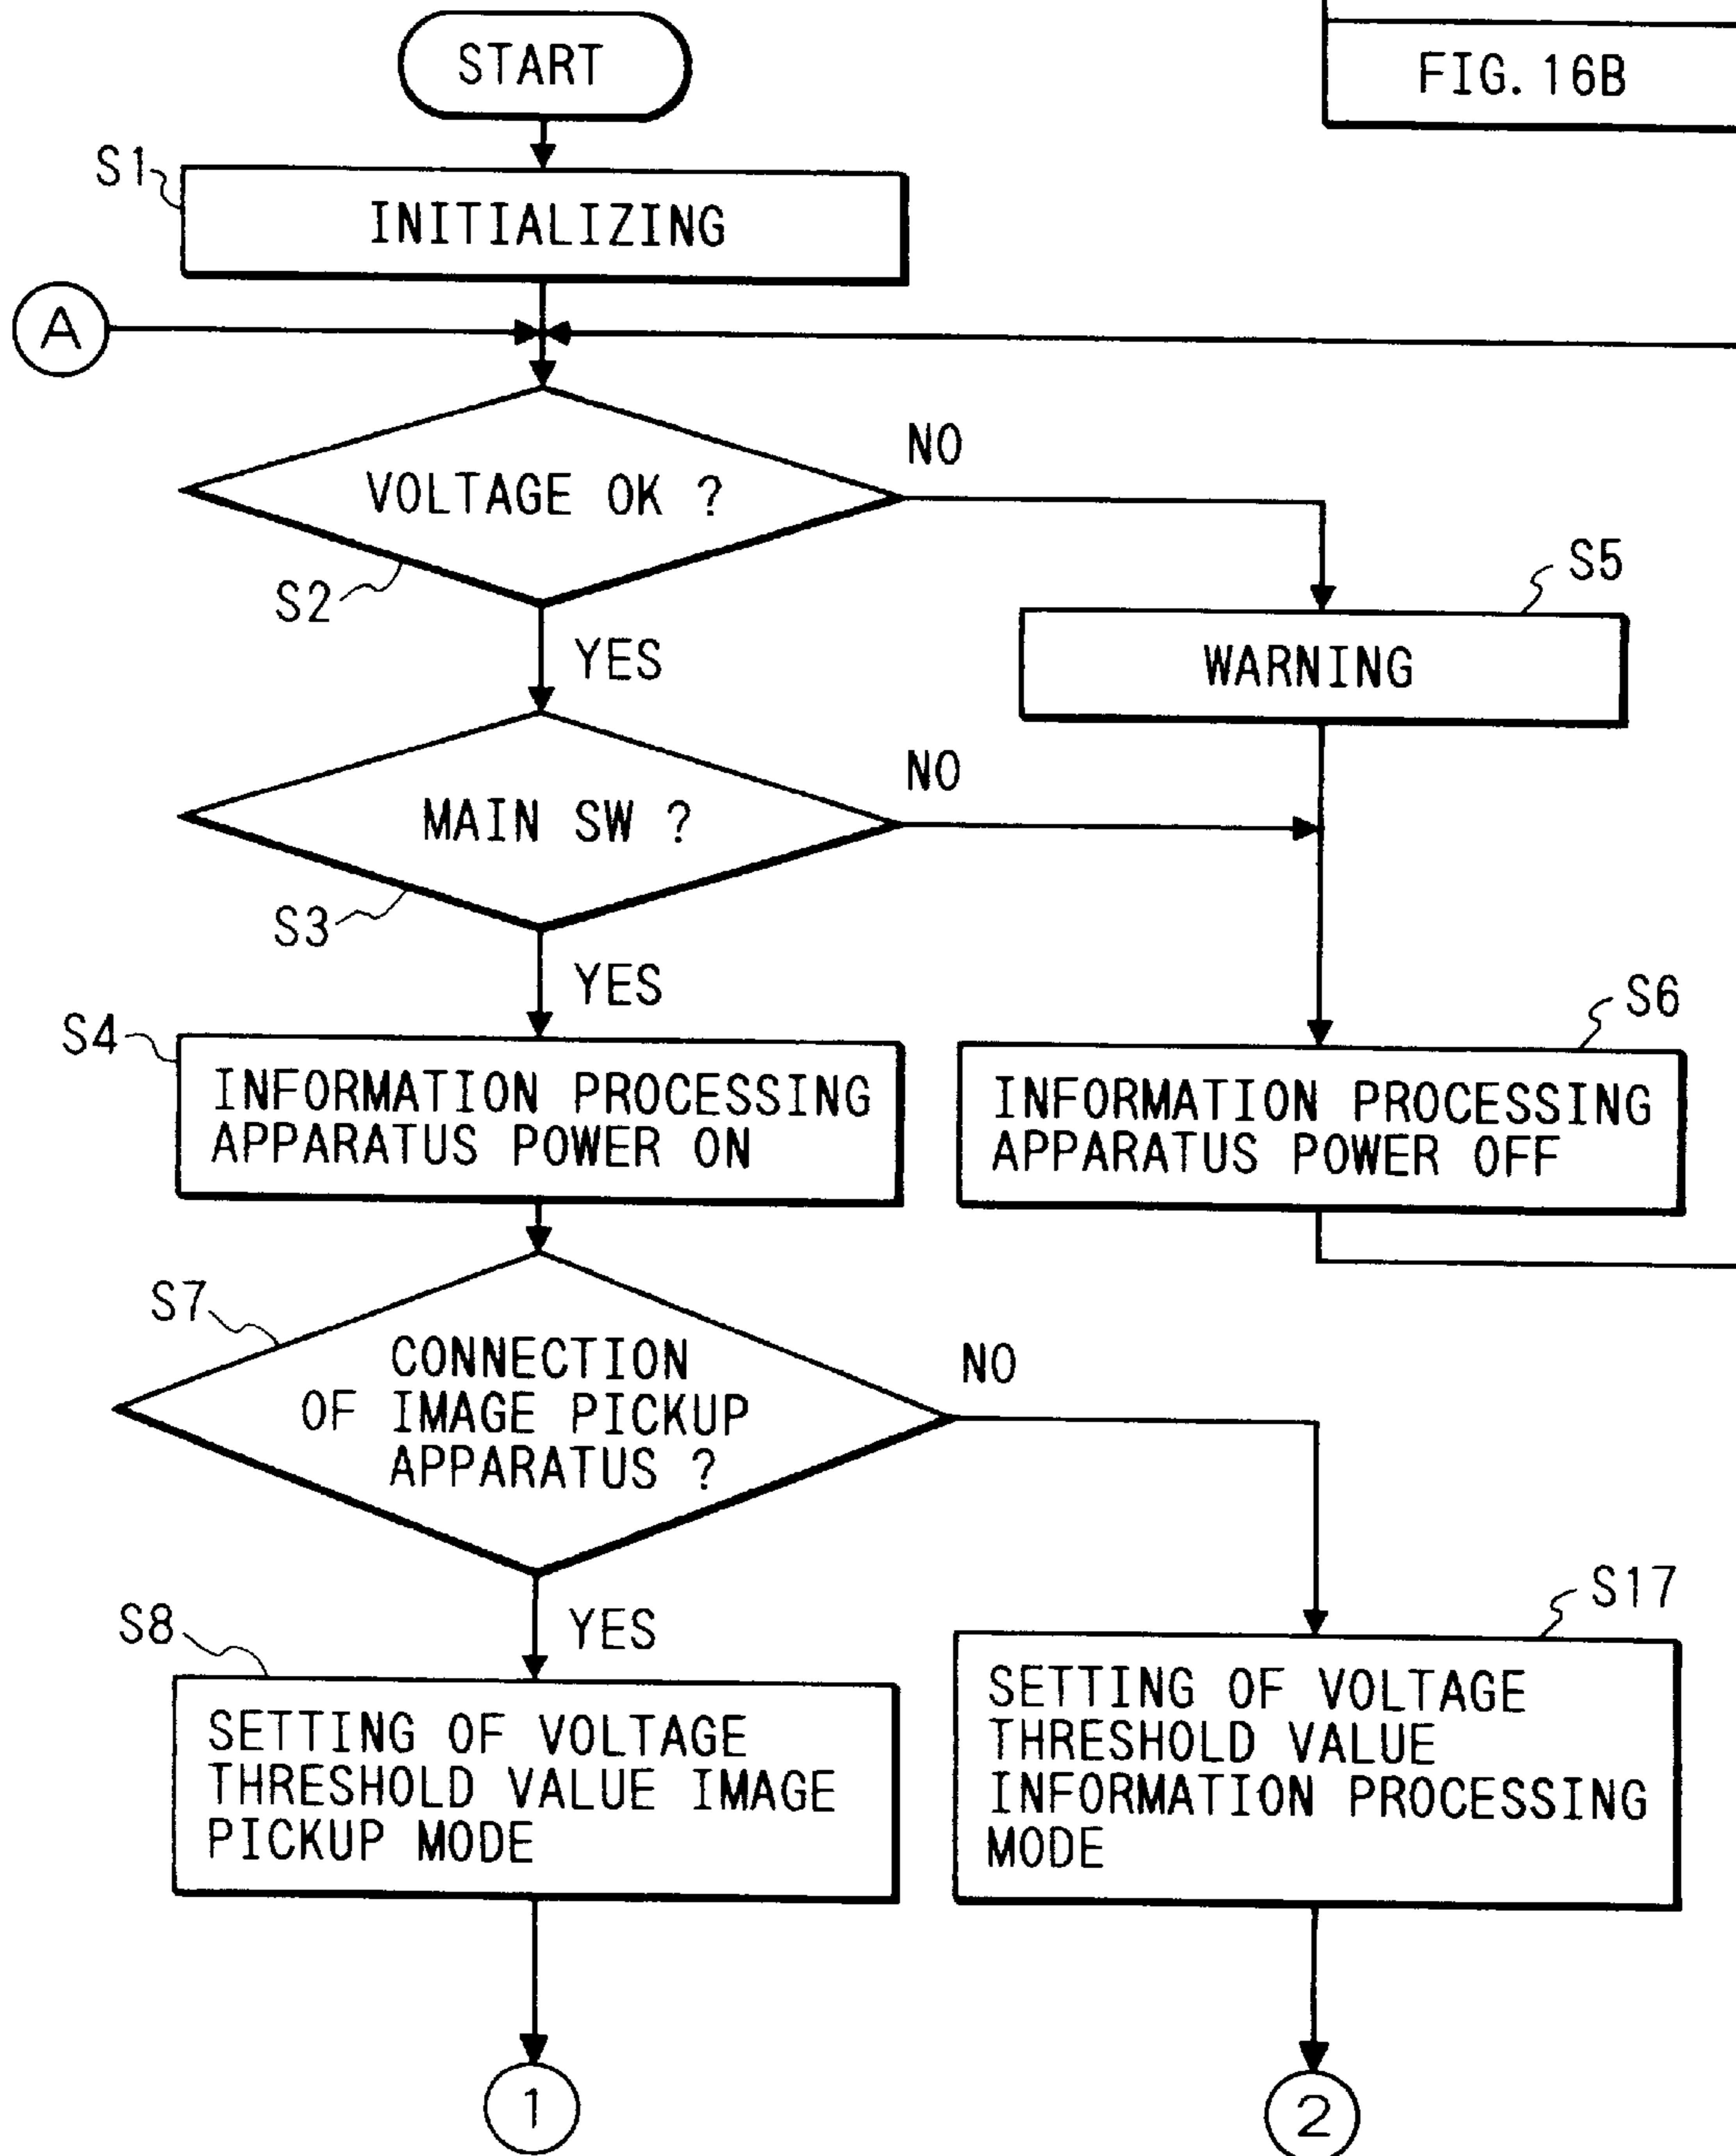 FIG. 16B
START
S1
INITIALIZING
A
VOLTAGE OK ?
NO
S2
YES
S5
WARNING
MAIN SW ?
NO
S3
YES
S4
INFORMATION PROCESSING
APPARATUS POWER ON
S6
INFORMATION PROCESSING
APPARATUS POWER OFF
S7
CONNECTION
OF IMAGE PICKUP
APPARATUS ?
NO
YES
S8
SETTING OF VOLTAGE
THRESHOLD VALUE IMAGE
PICKUP MODE
S17
SETTING OF VOLTAGE
THRESHOLD VALUE
INFORMATION PROCESSING
MODE
1
2